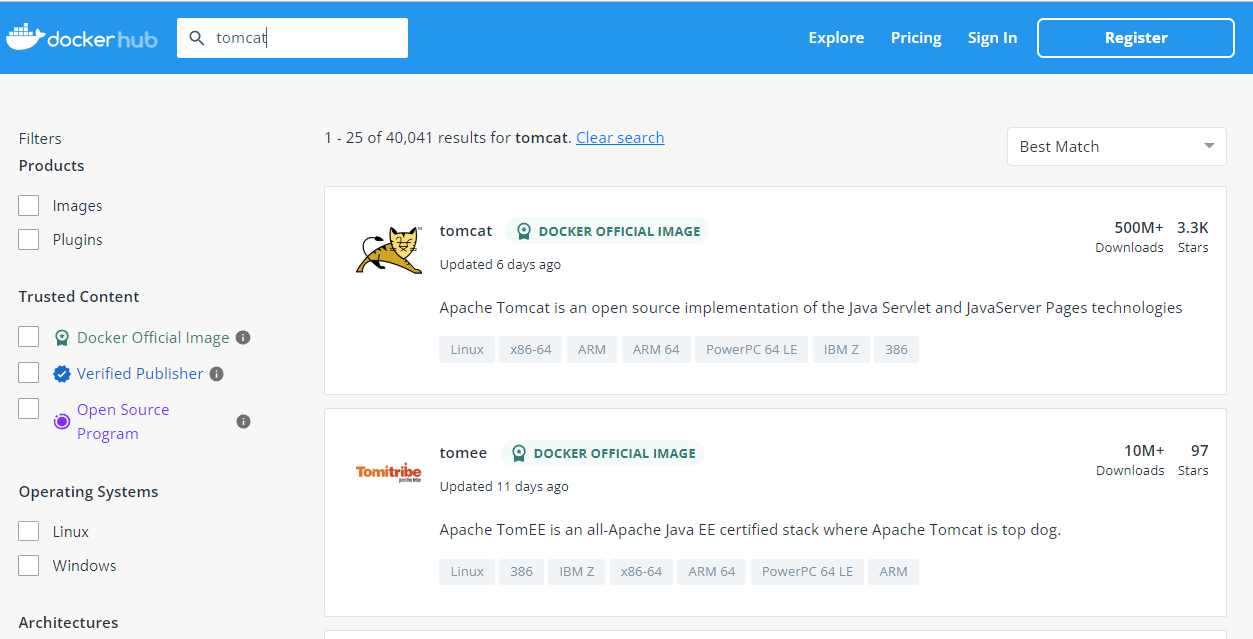 docker hub
tomcat
Explore Pricing Sign In Register
Filters
Products
Images
Plugins
Trusted Content
Docker Official Image
Verified Publisher
Open Source
Program
Operating Systems
Linux
Windows
Architectures
1 - 25 of 40,041 results for tomcat. Clear search
Best Match
tomcat DOCKER OFFICIAL IMAGE
Updated 6 days ago
500M+ 3.3K
Downloads Stars
Apache Tomcat is an open source implementation of the Java Servlet and JavaServer Pages technologies
Linux x86-64 ARM ARM 64 PowerPC 64 LE IBM Z 386
Tomitribe
tomee DOCKER OFFICIAL IMAGE
Updated 11 days ago
10M+ 97
Downloads Stars
Apache TomEE is an all-Apache Java EE certified stack where Apache Tomcat is top dog.
Linux 386 IBM Z x86-64 ARM 64 PowerPC 64 LE ARM